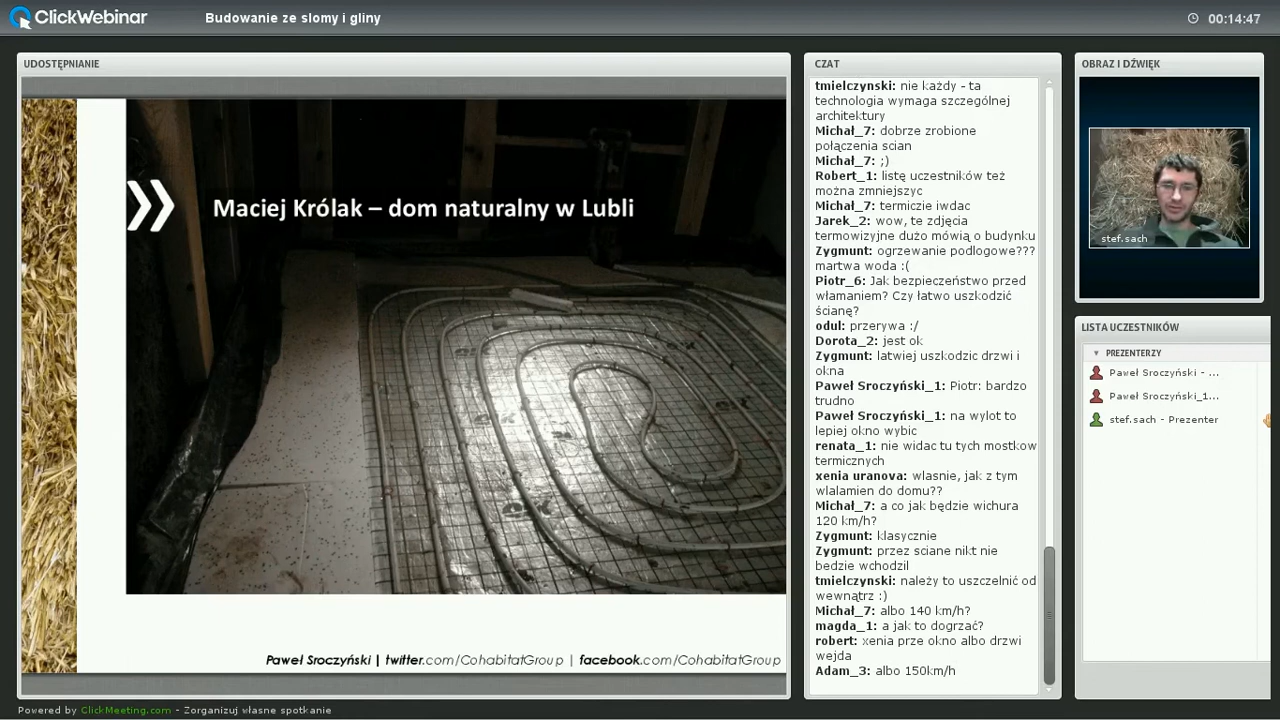 ClickWebinar
Budowanie ze slomy i gliny
00:14:47
UDOSTĘPNIANIE
Maciej Królak – dom naturalny w Lubli
Paweł Sroczyński | twitter.com/CohabitatGroup | facebook.com/CohabitatGroup
CZAT
tmielczynski: nie każdy - ta
technologia wymaga szczególnej
architektury
Michał_7: dobrze zrobione
połączenia scian
Michał_7: ;)
Robert_1: listę uczestników też
można zmniejszyc
Michał_7: termiczie iwdac
Jarek_2: wow, te zdjęcia
termowizyjne dużo mówią o budynku
Zygmunt: ogrzewanie podlogowe???
martwa woda :(
Piotr_6: Jak bezpieczeństwo przed
włamaniem? Czy łatwo uszkodzić
ścianę?
odul: przerywa :/
Dorota_2: jest ok
Zygmunt: latwiej uszkodzic drzwi i
okna
Paweł Sroczyński_1: Piotr: bardzo
trudno
Paweł Sroczyński_1: na wylot to
lepiej okno wybic
renata_1: nie widac tu tych mostkow
termicznych
xenia uranova: wlasnie, jak z tym
wlalamien do domu??
Michał_7: a co jak będzie wichura
120 km/h?
Zygmunt: klasycznie
Zygmunt: przez sciane nikt nie
bedzie wchodzil
tmielczynski: należy to uszczelnić od
wewnątrz :)
Michał_7: albo 140 km/h?
magda_1: a jak to dogrzać?
robert: xenia prze okno albo drzwi
wejda
Adam_3: albo 150km/h
OBRAZ I DŹWIĘK
stef.sach
LISTA UCZESTNIKÓW
PREZENTERZY
Paweł Sroczyński - ...
Paweł Sroczyński_1...
stef.sach - Prezenter
Powered by ClickMeeting.com - Zorganizuj własne spotkanie